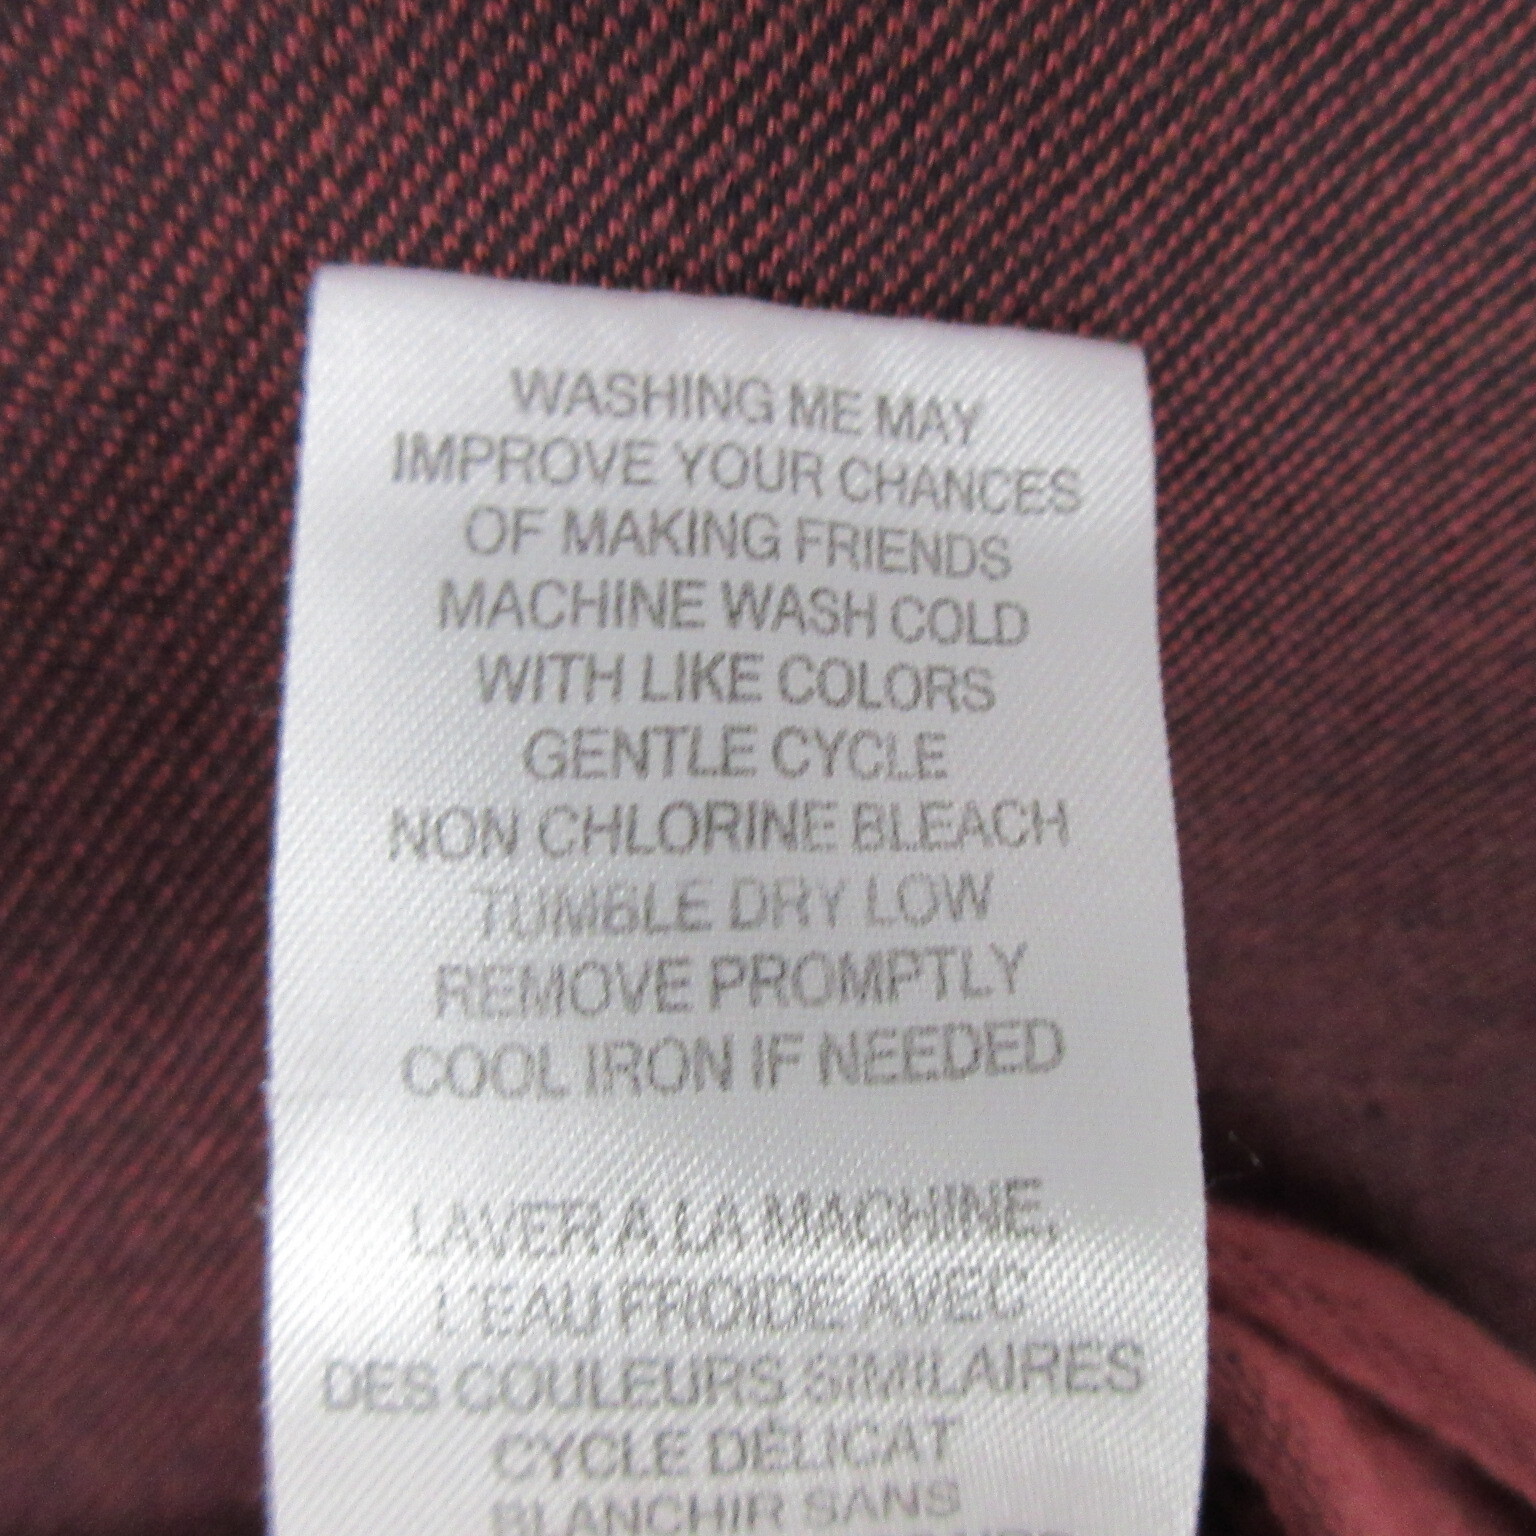 WASHING ME MAY
IMPROVE YOUR CHANCES
OF MAKING FRIENDS
MACHINE WASH COLD
WITH LIKE COLORS
GENTLE CYCLE
NON CHLORINE BLEACH
TUMBLE DRY LOW
REMOVE PROMPTLY
COOL IRON IF NEEDED
LAVER A LA MACHINE,
L'EAU FROIDE AVEC
DES COULEURS SIMILAIRES
CYCLE DÉLICAT
BLANCHIR SANS